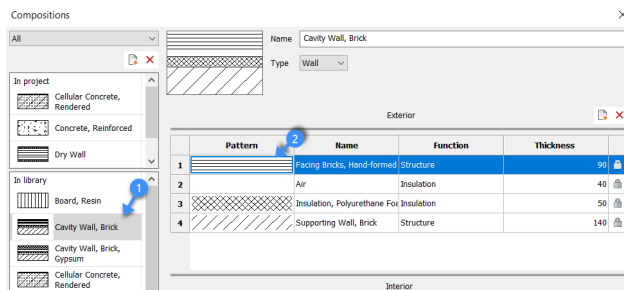 Compositions
All
Name Cavity Wall, Brick
Type Wall
In project
Cellular Concrete,
Rendered
Concrete, Reinforced
Dry Wall
In library
Board, Resin
1
Cavity Wall, Brick
Cavity Wall, Brick,
Gypsum
Cellular Concrete,
Rendered
Exterior
2
Pattern Name Function Thickness
1 Facing Bricks, Hand-formed Structure 90
2 Air Insulation 40
3 Insulation, Polyurethane Foa Insulation 50
4 Supporting Wall, Brick Structure 140
Interior